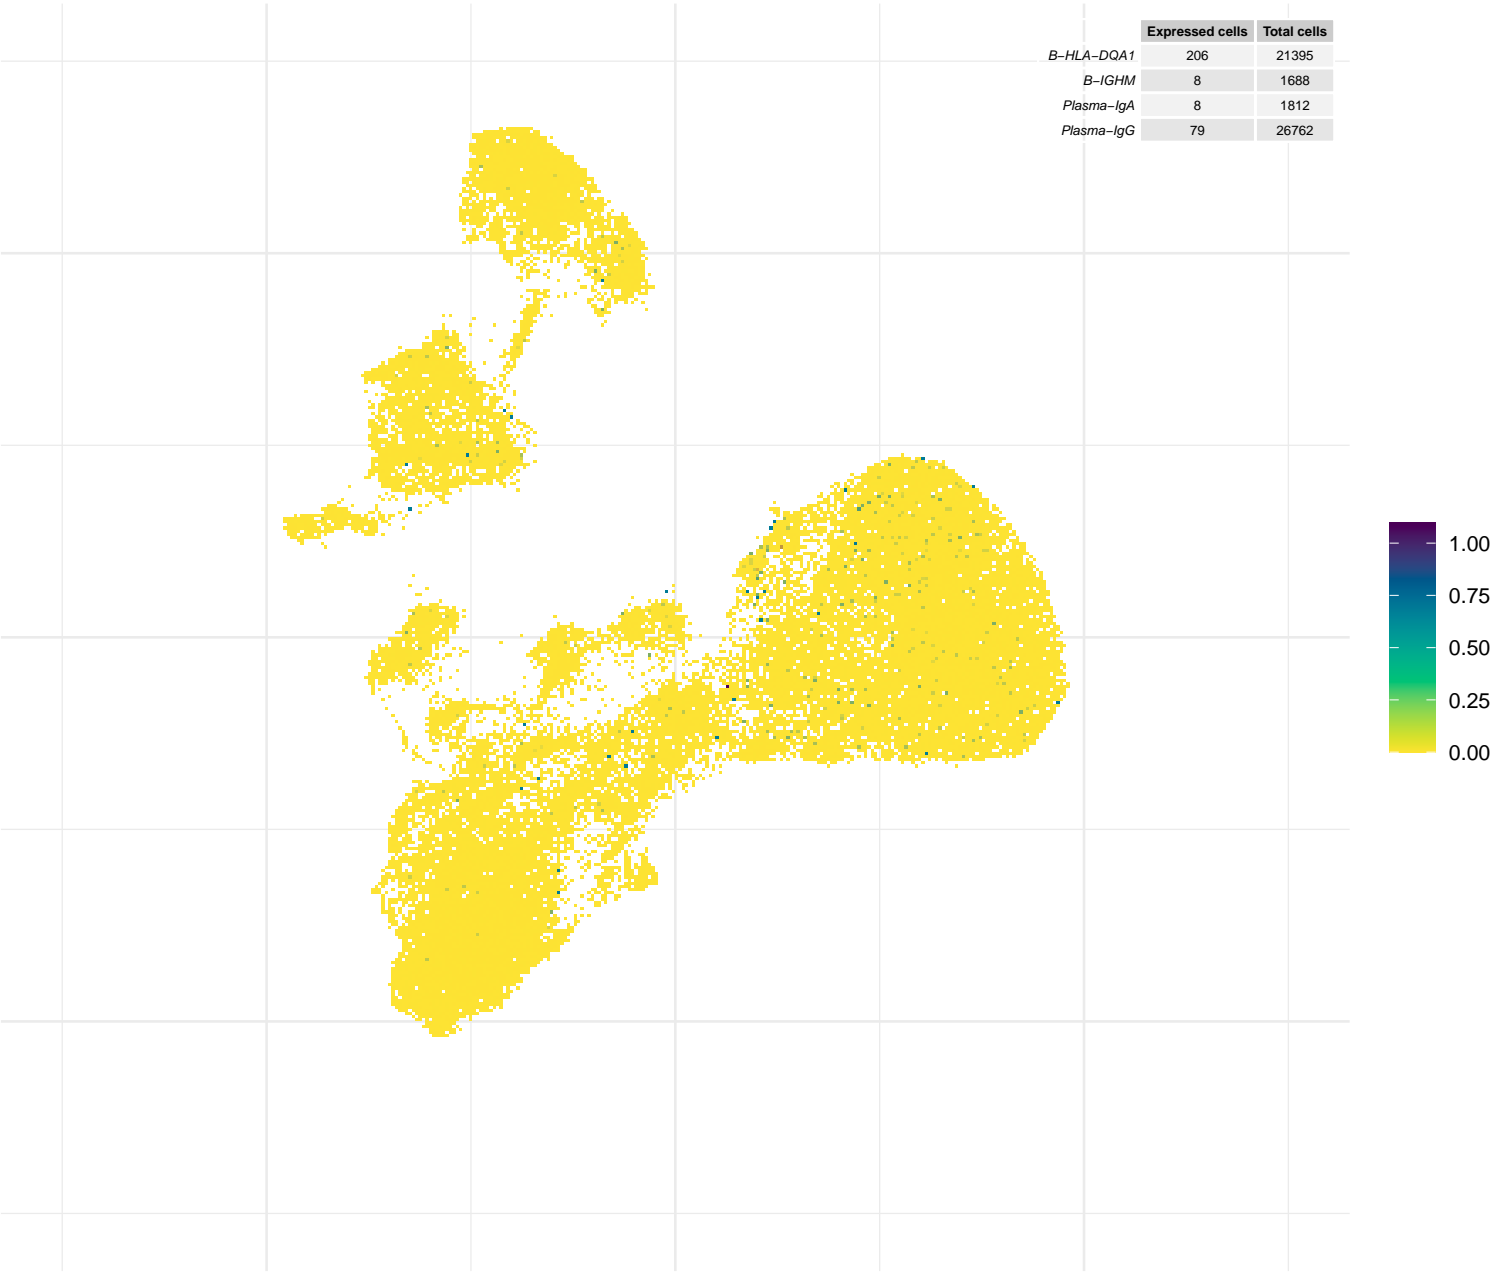 Expressed cells Total cells
B−HLA−DQA1 206 21395
B−IGHM 8 1688
Plasma−IgA 8 1812
Plasma−IgG 79 26762
1.00
0.75
0.50
0.25
0.00